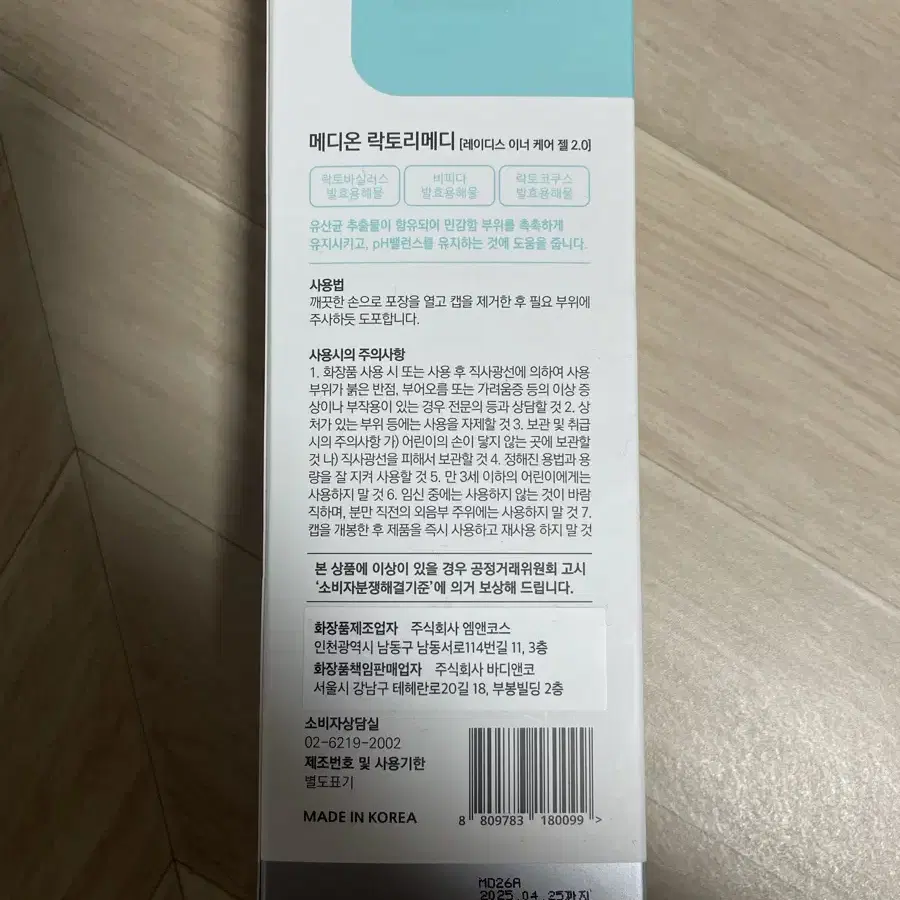 메디온 락토리메디 [레이디스 이너 케어 젤 2.0]
락토바실러스 발효용해물
비피다 발효용해물
락토코쿠스 발효용해물
유산균 추출물이 함유되어 민감함 부위를 촉촉하게
유지시키고, pH밸런스를 유지하는 것에 도움을 줍니다.
사용법
깨끗한 손으로 포장을 열고 캡을 제거한 후 필요 부위에
주사하듯 도포합니다.
사용시의 주의사항
1. 화장품 사용 시 또는 사용 후 직사광선에 의하여 사용
부위가 붉은 반점, 부어오름 또는 가려움증 등의 이상 증
상이나 부작용이 있는 경우 전문의 등과 상담할 것 2. 상
처가 있는 부위 등에는 사용을 자제할 것 3. 보관 및 취급
시의 주의사항 가) 어린이의 손이 닿지 않는 곳에 보관할
것 나) 직사광선을 피해서 보관할 것 4. 정해진 용법과 용
량을 잘 지켜 사용할 것 5. 만 3세 이하의 어린이에게는
사용하지 말 것 6. 임신 중에는 사용하지 않는 것이 바람
직하며, 분만 직전의 외음부 주위에는 사용하지 말 것 7.
캡을 개봉한 후 제품을 즉시 사용하고 재사용 하지 말 것
본 상품에 이상이 있을 경우 공정거래위원회 고시
'소비자분쟁해결기준'에 의거 보상해 드립니다.
화장품제조업자 주식회사 엠앤코스
인천광역시 남동구 남동서로114번길 11, 3층
화장품책임판매업자 주식회사 바디앤코
서울시 강남구 테헤란로20길 18, 부봉빌딩 2층
소비자상담실
02-6219-2002
제조번호 및 사용기한
별도표기
MADE IN KOREA
8 809783 180099 >
MD26A
2025.04.25까지